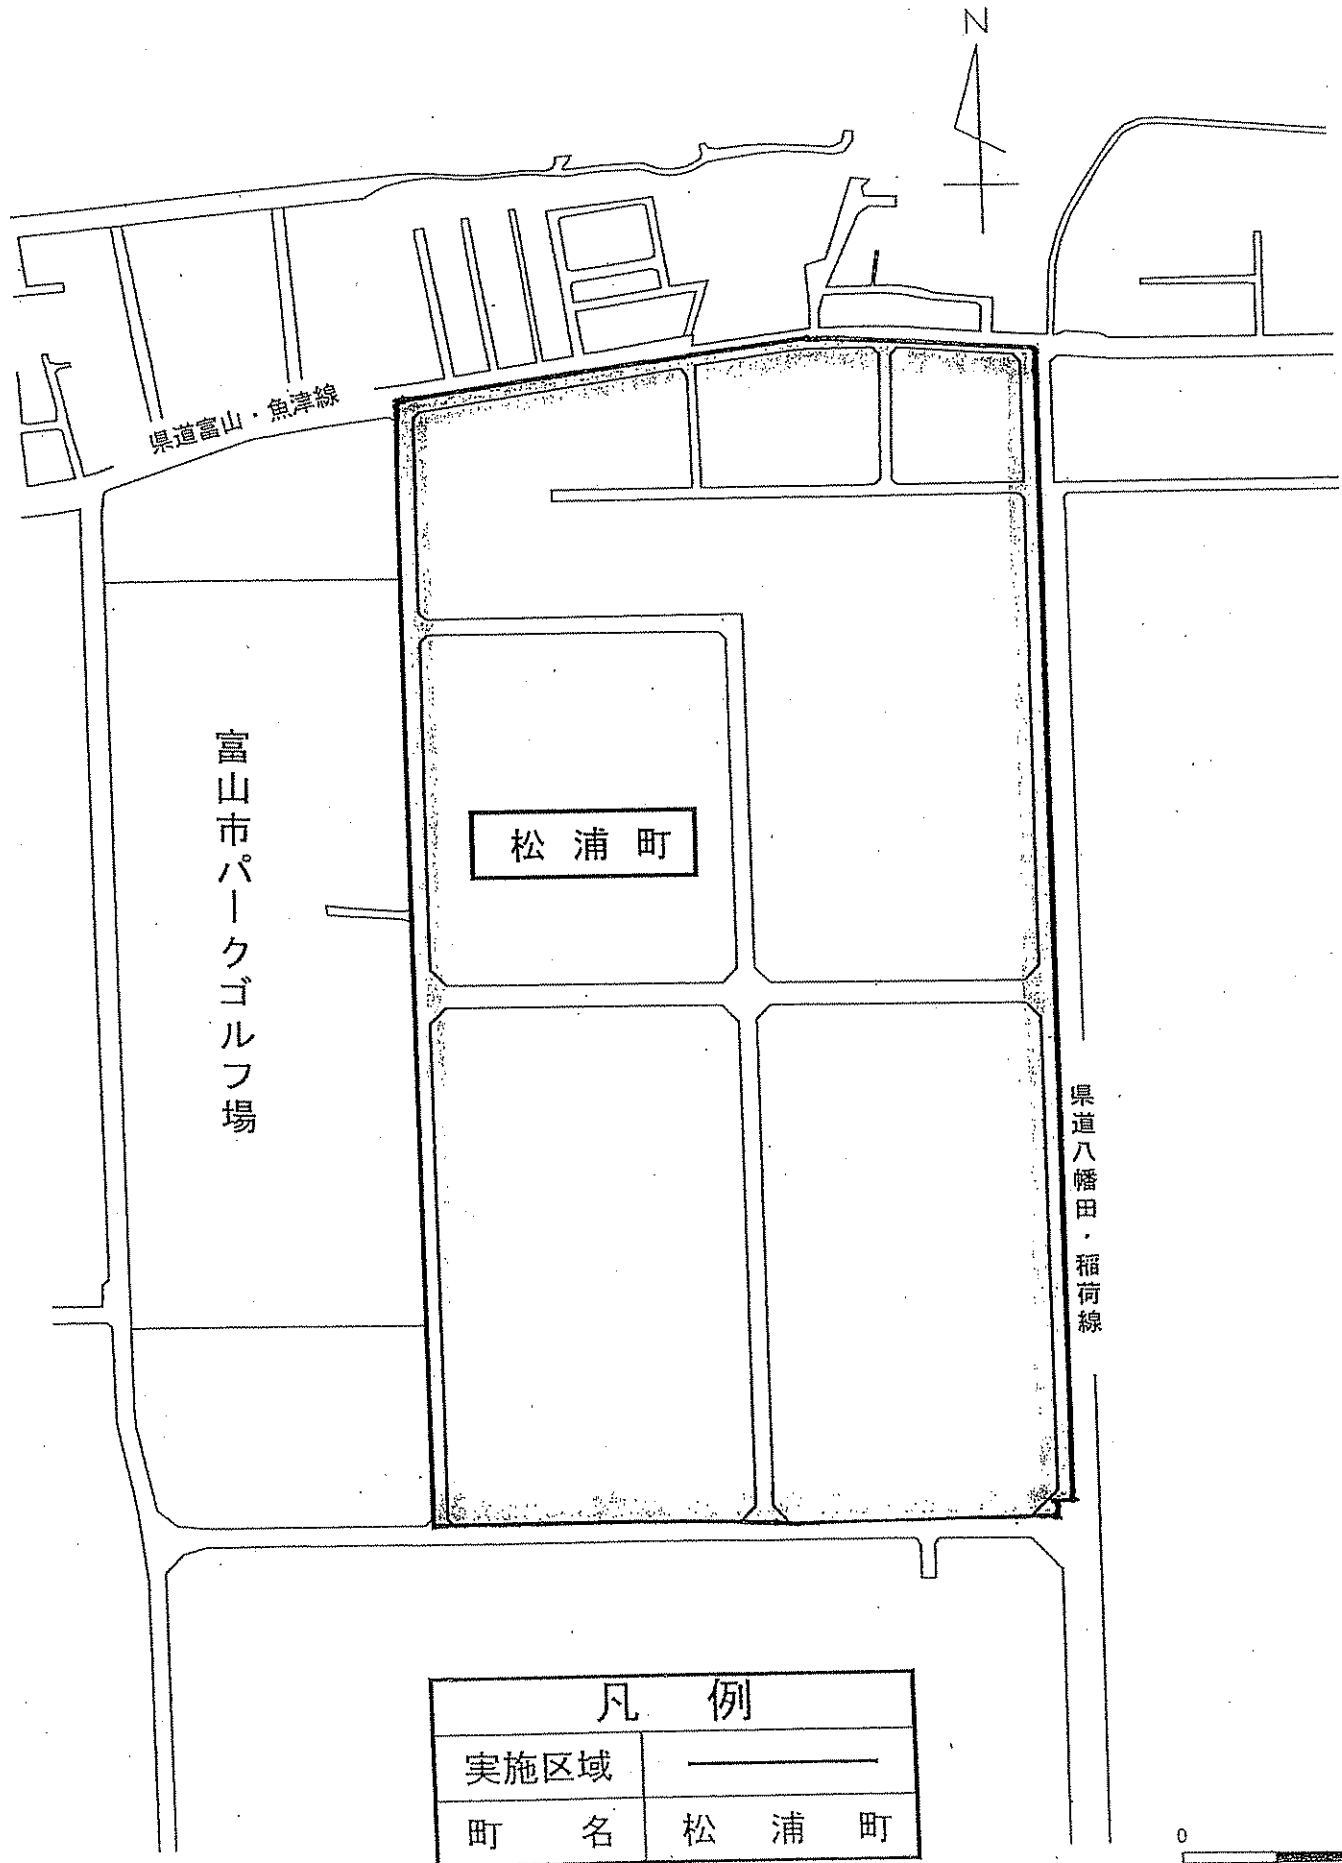 N
県道富山・魚津線
富山市パークゴルフ場
松浦町
県道八幡田・稲荷線
凡 例
実施区域
町 名 松 浦 町
0